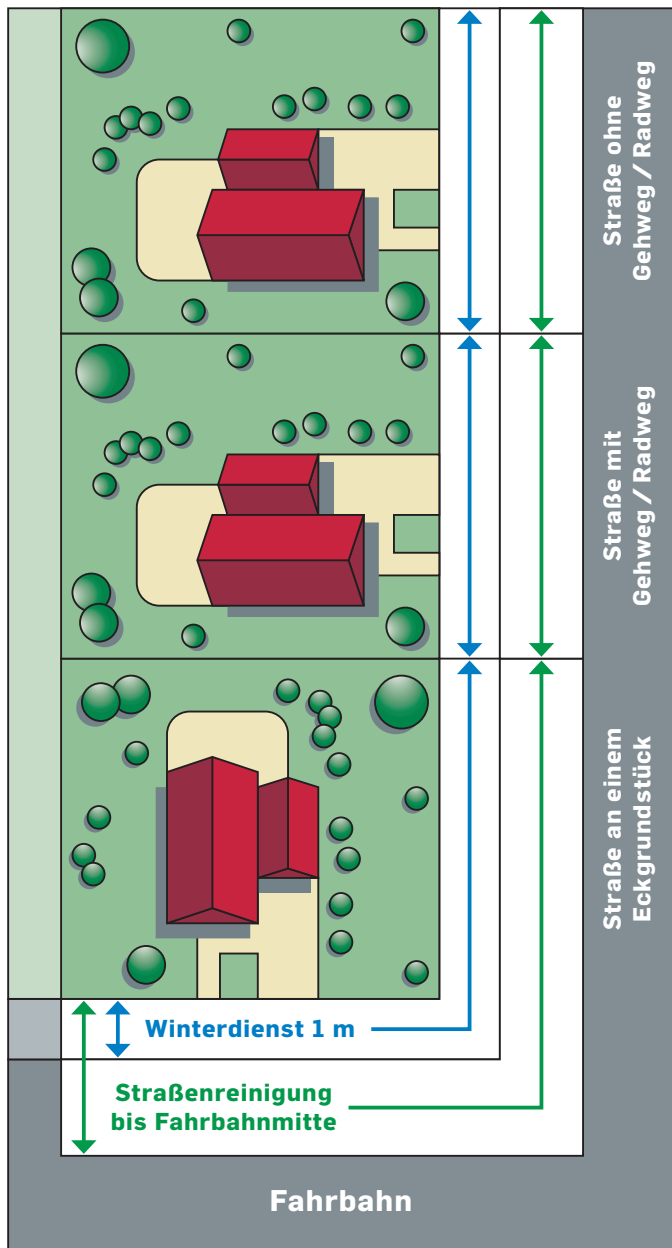 Straße ohne
Gehweg / Radweg
Straße mit
Gehweg / Radweg
Straße an einem
Eckgrundstück
Winterdienst 1 m
Straßenreinigung
bis Fahrbahnmitte
Fahrbahn